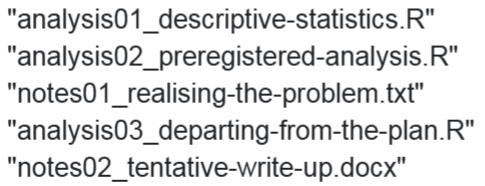 "analysis01_descriptive-statistics.R"
"analysis02_preregistered-analysis.R"
"notes01_realising-the-problem.txt"
"analysis03_departing-from-the-plan.R"
"notes02_tentative-write-up.docx"